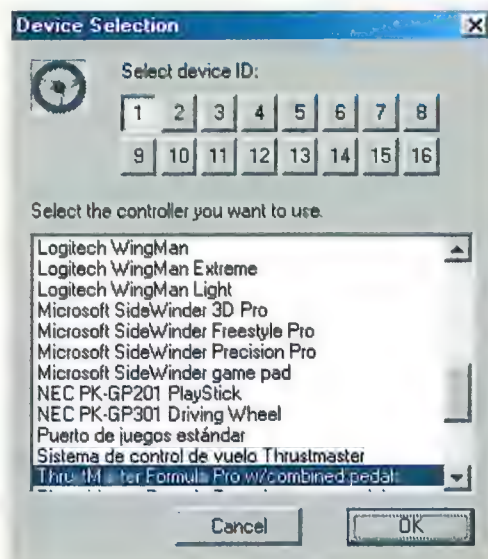 Device Selection
Select device ID:
1 2 3 4 5 6 7 8
9 10 11 12 13 14 15 16
Select the controller you want to use.
Logitech WingMan
Logitech WingMan Extreme
Logitech WingMan Light
Microsoft SideWinder 3D Pro
Microsoft SideWinder Freestyle Pro
Microsoft SideWinder Precision Pro
Microsoft SideWinder game pad
NEC PK-GP201 PlayStick
NEC PK-GP301 Driving Wheel
Puerto de juegos estándar
Sistema de control de vuelo Thrustmaster
ThrustMaster Formula Pro w/combined pedal
Cancel OK